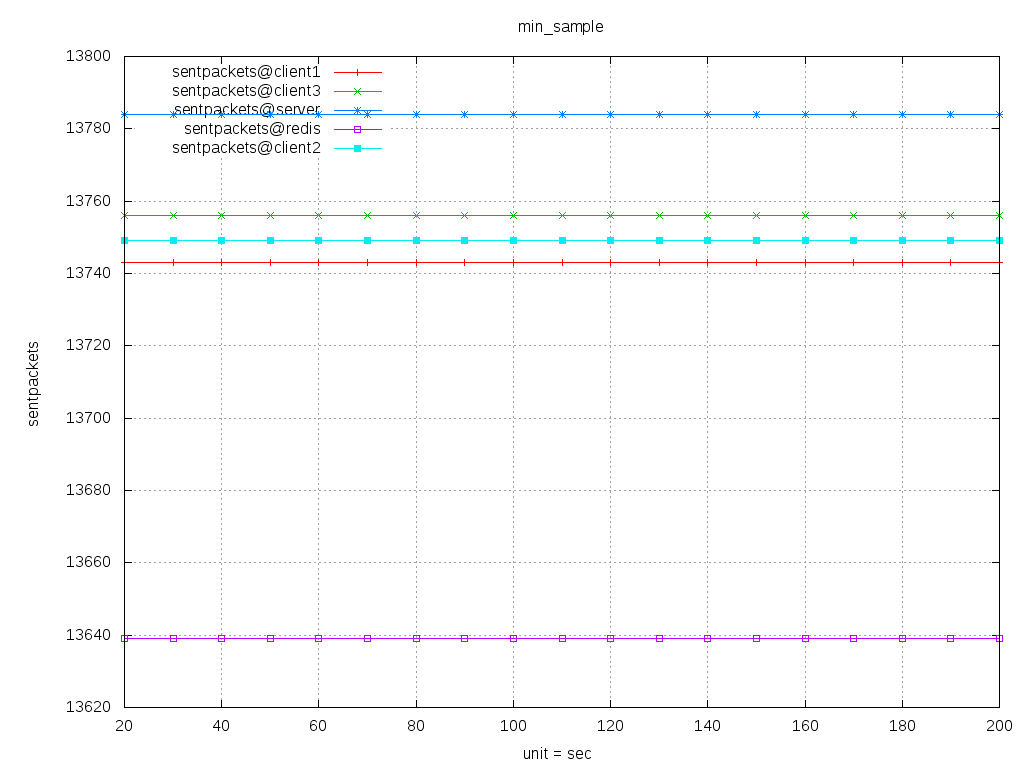 min_sample
13800
sentpackets@client1
sentpackets@client3
sentpackets@server
13780
sentpackets@redis
sentpackets@client2
13760
13740
13720
sentpackets
13700
13680
13660
13640
13620
20 40 60 80 100 120 140 160 180 200
unit = sec